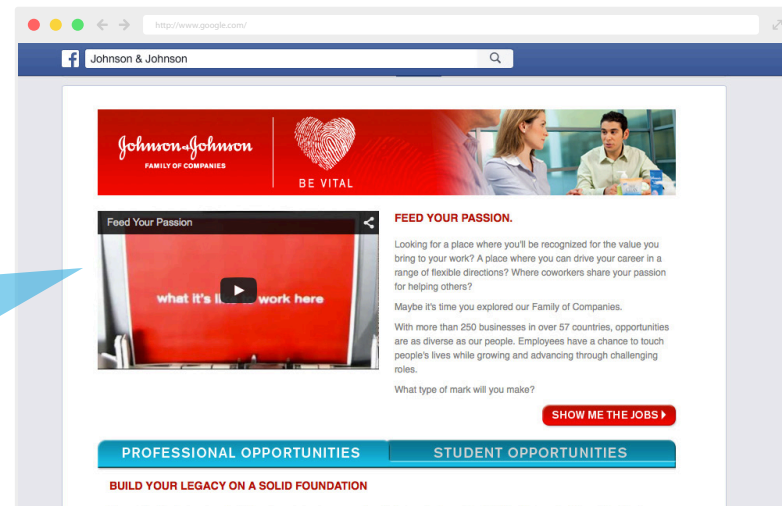 http://www.google.com/
Johnson & Johnson
Johnson & Johnson
FAMILY OF COMPANIES
BE VITAL
Feed Your Passion
what it's li to work here
FEED YOUR PASSION.
Looking for a place where you'll be recognized for the value you
bring to your work? A place where you can drive your career in a
range of flexible directions? Where coworkers share your passion
for helping others?
Maybe it's time you explored our Family of Companies.
With more than 250 businesses in over 57 countries, opportunities
are as diverse as our people. Employees have a chance to touch
people's lives while growing and advancing through challenging
roles.
What type of mark will you make?
SHOW ME THE JOBS
PROFESSIONAL OPPORTUNITIES
STUDENT OPPORTUNITIES
BUILD YOUR LEGACY ON A SOLID FOUNDATION